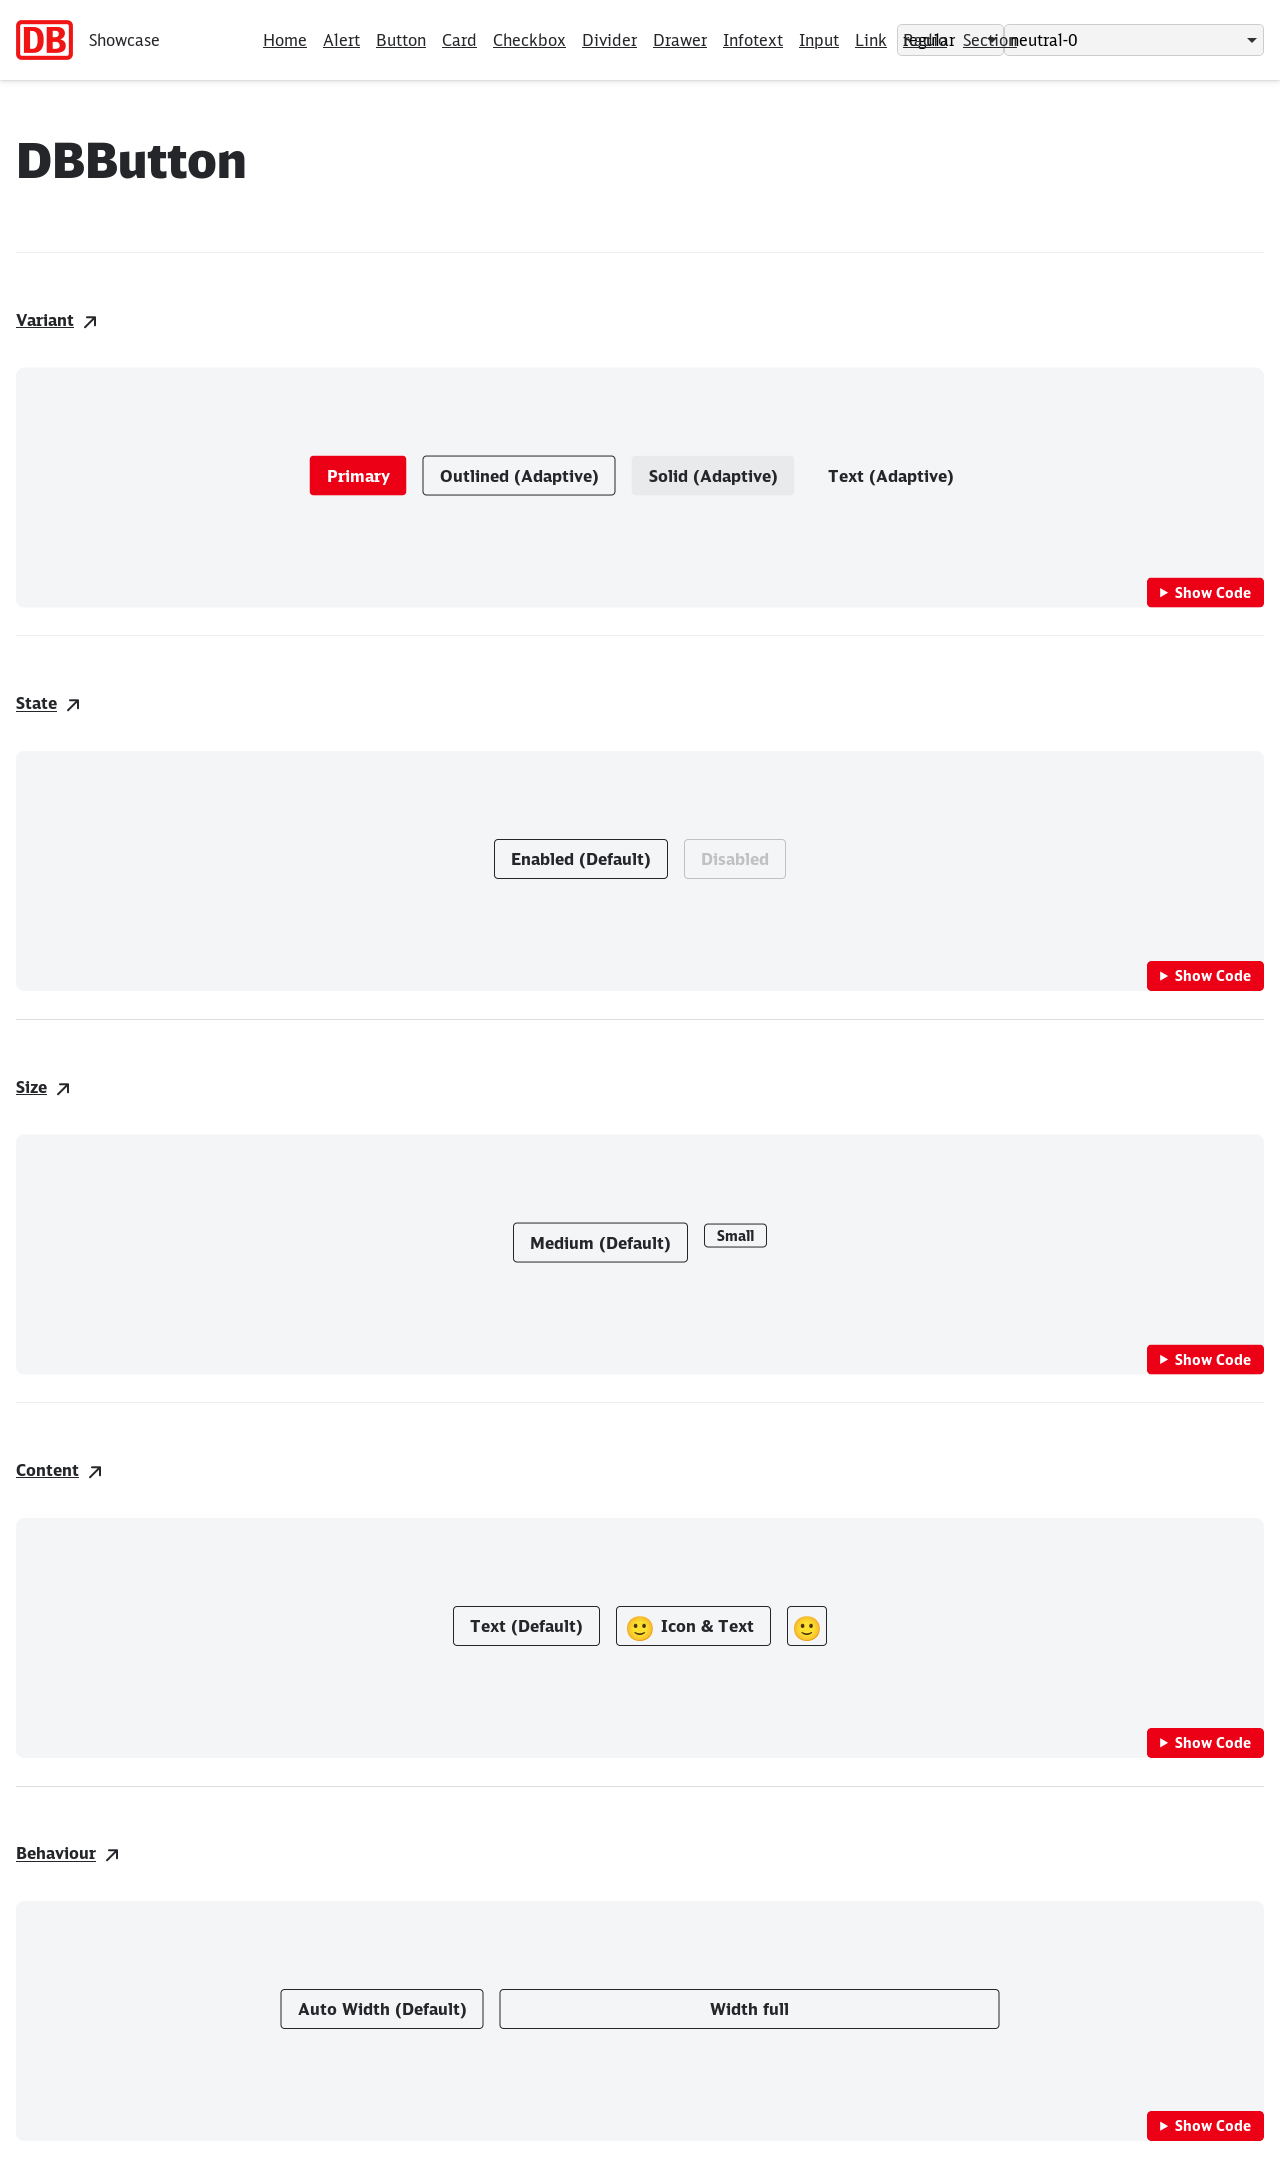 DB Showcase Home Alert Button Card Checkbox Divider Drawer Infotext Input Link Radio Section regular neutral-0
DBButton
Variant
Primary Outlined (Adaptive) Solid (Adaptive) Text (Adaptive)
Show Code
State
Enabled (Default) Disabled
Show Code
Size
Medium (Default) Small
Show Code
Content
Text (Default) Icon & Text
Show Code
Behaviour
Auto Width (Default) Width full
Show Code